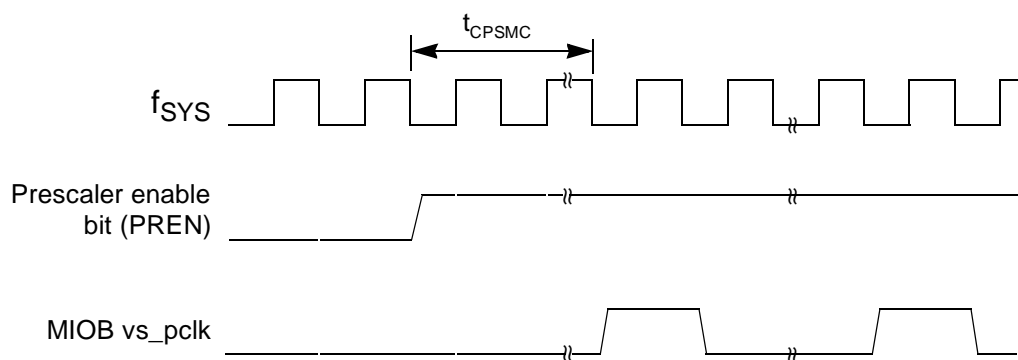 tCPSMC
fSYS
Prescaler enable
bit (PREN)
MIOB vs_pclk